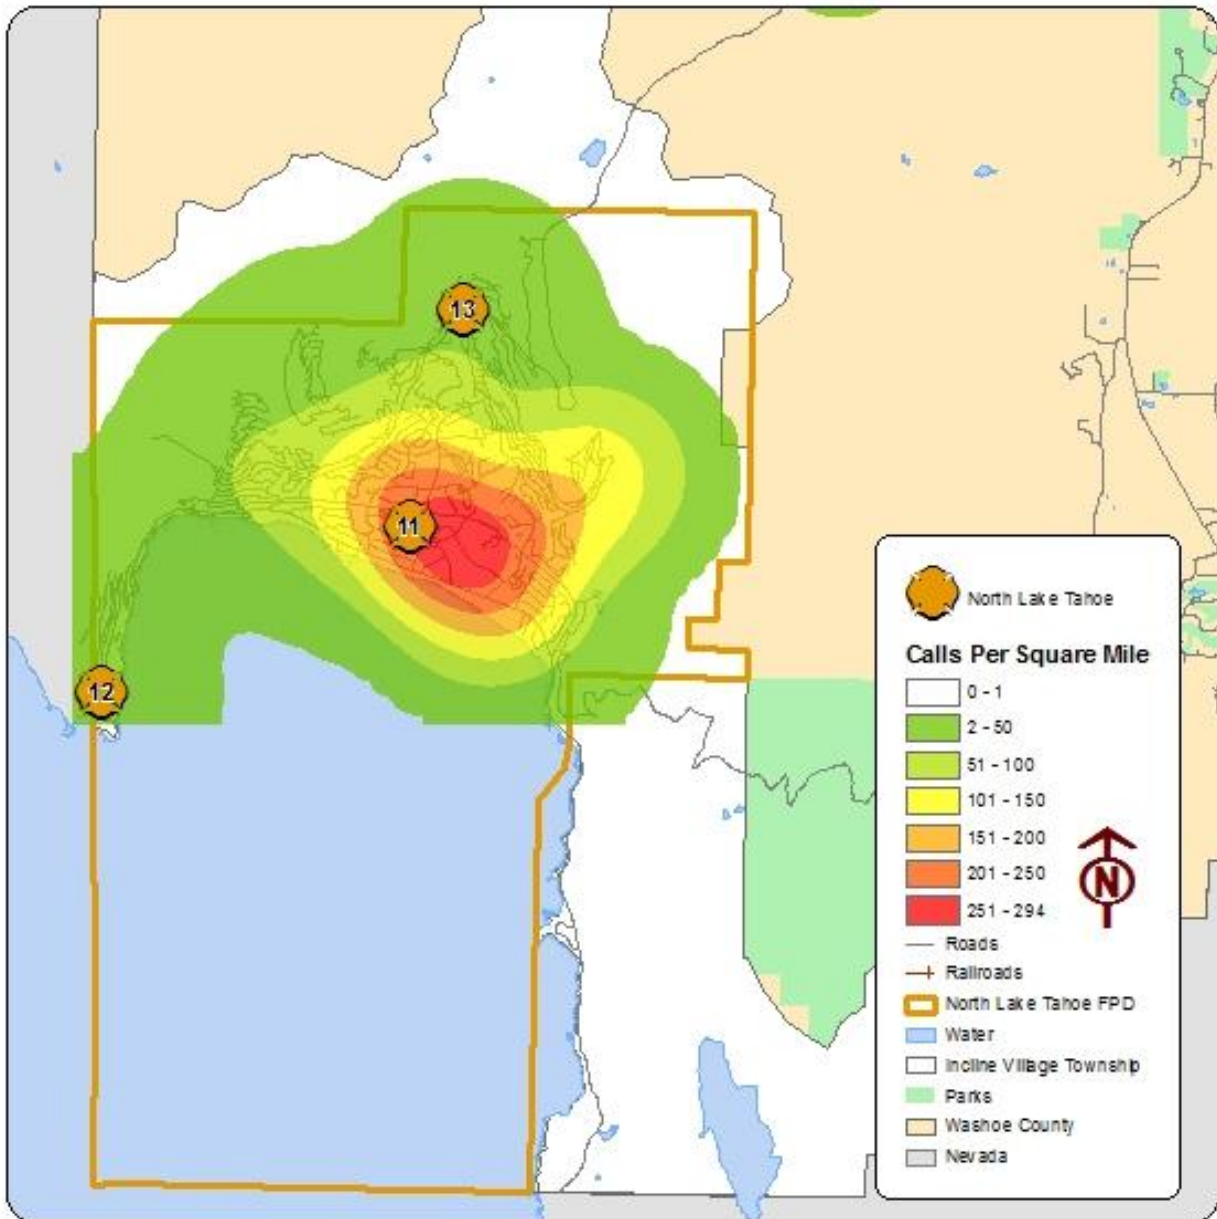 13
11
12
North Lake Tahoe
Calls Per Square Mile
0 - 1
2 - 50
51 - 100
101 - 150
151 - 200
201 - 250
251 - 294
N
Roads
Railroads
North Lake Tahoe FPD
Water
Incline Village Township
Parks
Washoe County
Nevada